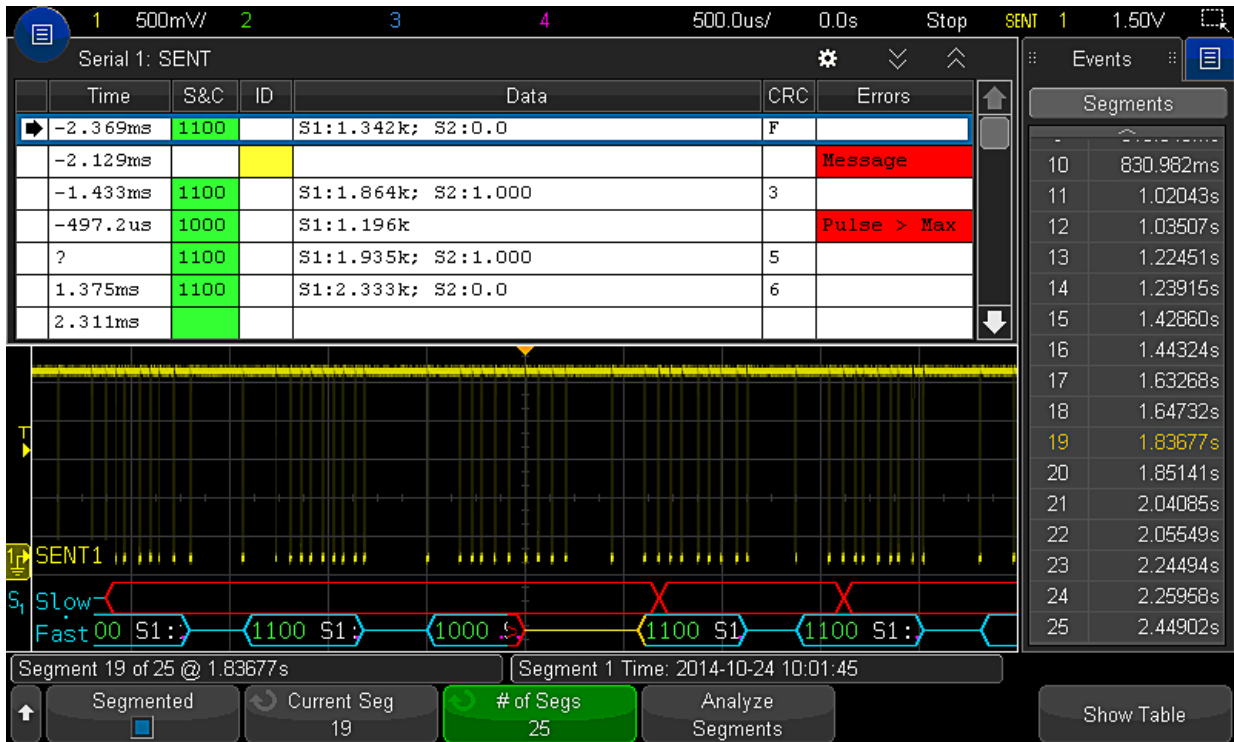 1 500mV/ 2 3 4 500.0us/ 0.0s Stop SENT 1 1.50V
Serial 1: SENT
Time S&C ID Data CRC Errors
-2.369ms 1100 S1:1.342k; S2:0.0 F
-2.129ms Message
-1.433ms 1100 S1:1.864k; S2:1.000 3
-497.2us 1000 S1:1.196k Pulse > Max
? 1100 S1:1.935k; S2:1.000 5
1.375ms 1100 S1:2.333k; S2:0.0 6
2.311ms
Events
Segments
10 830.982ms
11 1.02043s
12 1.03507s
13 1.22451s
14 1.23915s
15 1.42860s
16 1.44324s
17 1.63268s
18 1.64732s
19 1.83677s
20 1.85141s
21 2.04085s
22 2.05549s
23 2.24494s
24 2.25958s
25 2.44902s
T
1 SENT1
S1 Slow
Fast 00 S1: 1100 S1: 1000 S 1100 S1 1100 S1:
Segment 19 of 25 @ 1.83677s
Segment 1 Time: 2014-10-24 10:01:45
Segmented
Current Seg
19
# of Segs
25
Analyze
Segments
Show Table